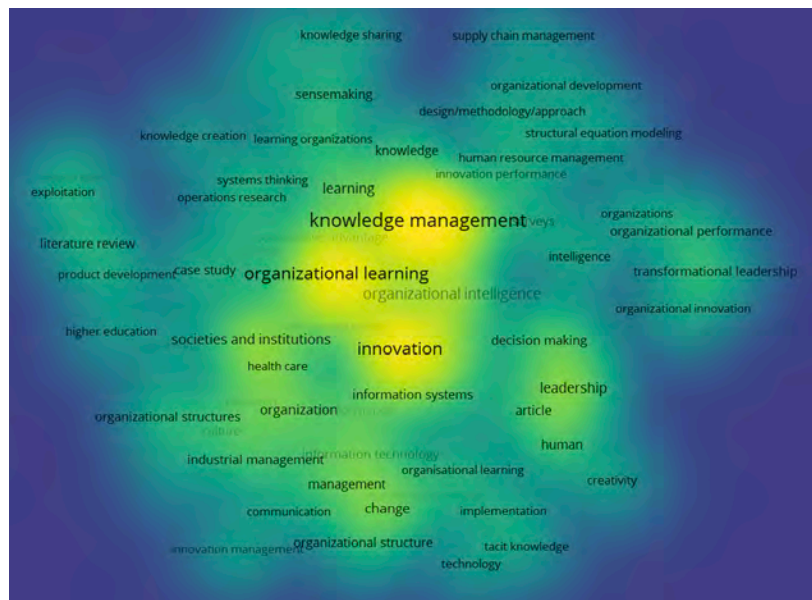 knowledge sharing
supply chain management
sensemaking
organizational development
design/methodology/approach
knowledge creation
learning organizations
structural equation modeling
knowledge
human resource management
innovation performance
systems thinking
learning
exploitation
operations research
knowledge management
surveys
organizations
organizational performance
literature review
intelligence
product development
case study
organizational learning
transformational leadership
organizational intelligence
organizational innovation
higher education
societies and institutions
innovation
decision making
health care
information systems
leadership
organizational structures
organization
article
culture
human
industrial management
information technology
organisational learning
management
creativity
communication
change
implementation
innovation management
organizational structure
tacit knowledge
technology